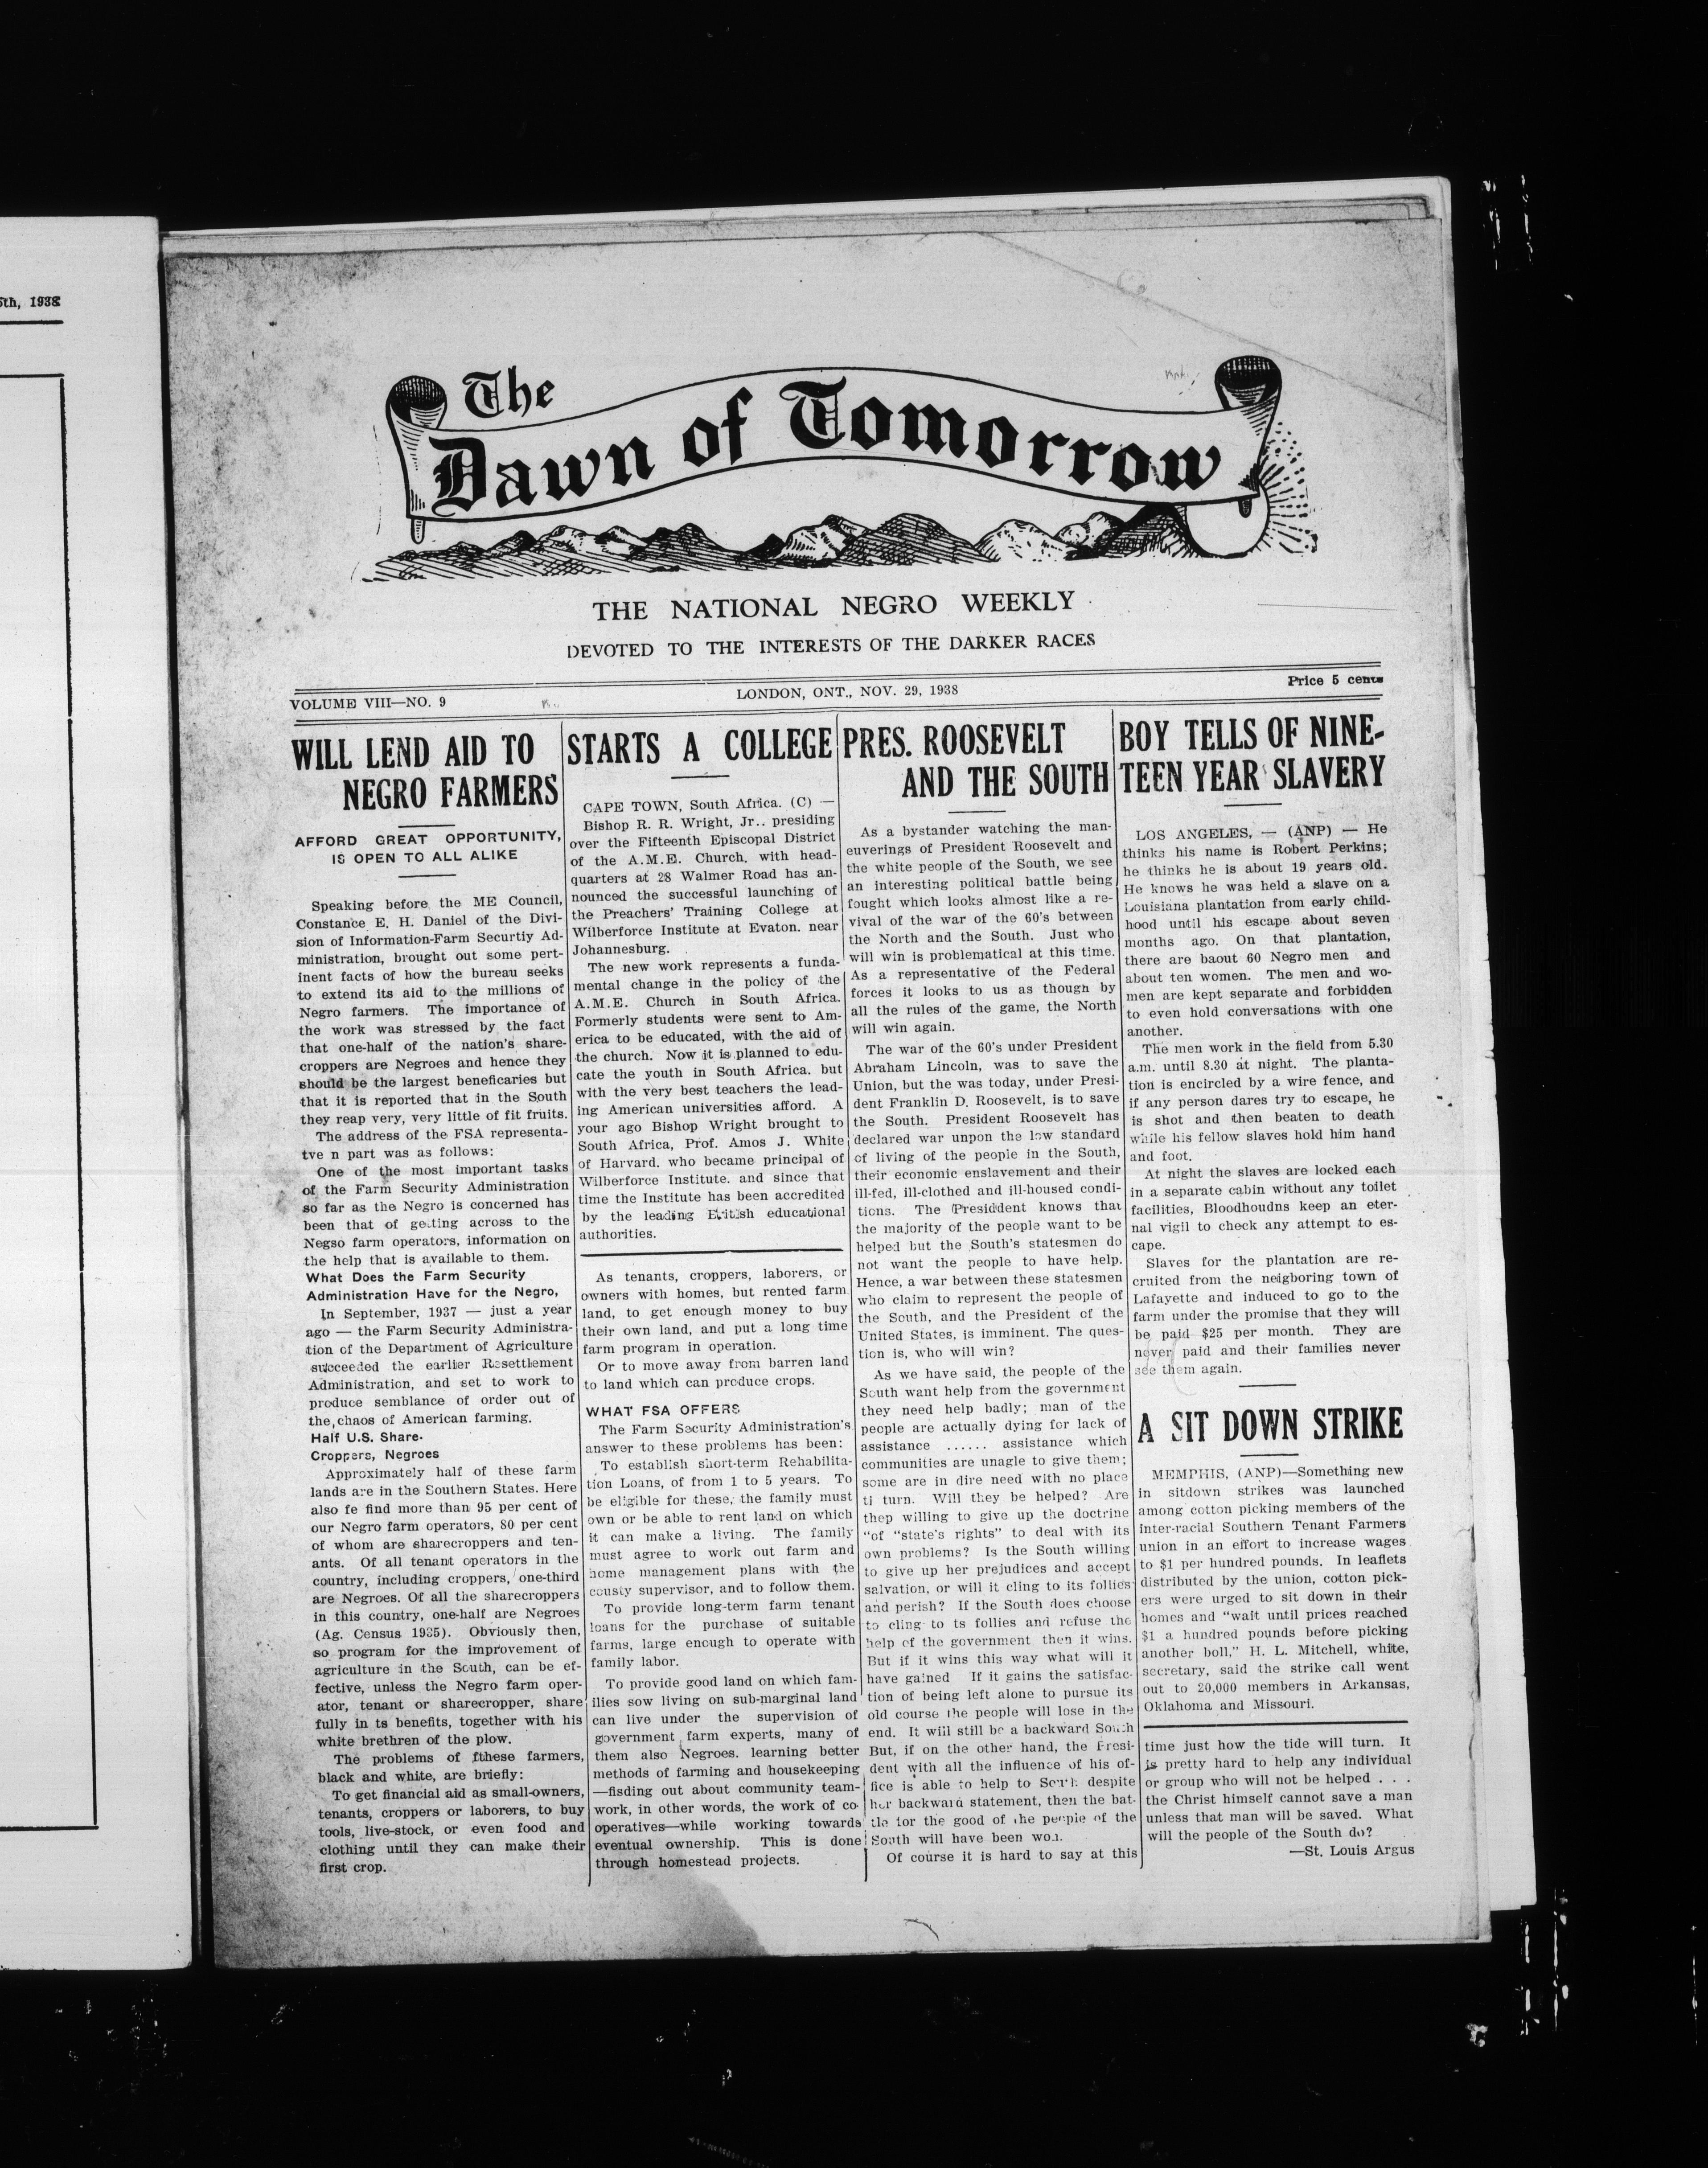 5th, 1938
The
Dawn of Tomorrow
THE NATIONAL NEGRO WEEKLY
DEVOTED TO THE INTERESTS OF THE DARKER RACES
VOLUME VIII—NO. 9
LONDON, ONT., NOV. 29, 1938
Price 5 cents
WILL LEND AID TO
NEGRO FARMERS
AFFORD GREAT OPPORTUNITY,
IS OPEN TO ALL ALIKE
Speaking before the ME Council,
Constance E. H. Daniel of the Divi-
sion of Information-Farm Securtiy Ad-
ministration, brought out some pert-
inent facts of how the bureau seeks
to extend its aid to the millions of
Negro farmers. The importance of
the work was stressed by the fact
that one-half of the nation's share-
croppers are Negroes and hence they
should be the largest beneficaries but
that it is reported that in the South
they reap very, very little of fit fruits.
The address of the FSA representa-
tve n part was as follows:
One of the most important tasks
of the Farm Security Administration
so far as the Negro is concerned has
been that of getting across to the
Negso farm operators, information on
the help that is available to them.
What Does the Farm Security
Administration Have for the Negro,
In September, 1937 — just a year
ago — the Farm Security Administra-
tion of the Department of Agriculture
succeeded the earlier Resettlement
Administration, and set to work to
produce semblance of order out of
the chaos of American farming.
Half U.S. Share-
Croppers, Negroes
Approximately half of these farm
lands are in the Southern States. Here
also fe find more than 95 per cent of
our Negro farm operators, 80 per cent
of whom are sharecroppers and ten-
ants. Of all tenant operators in the
country, including croppers, one-third
are Negroes. Of all the sharecroppers
in this country, one-half are Negroes
(Ag. Census 1935). Obviously then,
so program for the improvement of
agriculture in the South, can be ef-
fective, unless the Negro farm oper-
ator, tenant or sharecropper, share
fully in ts benefits, together with his
white brethren of the plow.
The problems of fthese farmers,
black and white, are briefly:
To get financial aid as small-owners,
tenants, croppers or laborers, to buy
tools, live-stock, or even food and
clothing until they can make their
first crop.
STARTS A COLLEGE
CAPE TOWN, South Africa. (C) —
Bishop R. R. Wright, Jr.. presiding
over the Fifteenth Episcopal District
of the A.M.E. Church. with head-
quarters at 28 Walmer Road has an-
nounced the successful launching of
the Preachers' Training College at
Wilberforce Institute at Evaton. near
Johannesburg.
The new work represents a funda-
mental change in the policy of the
A.M.E. Church in South Africa.
Formerly students were sent to Am-
erica to be educated, with the aid of
the church. Now it is planned to edu-
cate the youth in South Africa. but
with the very best teachers the lead-
ing American universities afford. A
your ago Bishop Wright brought to
South Africa, Prof. Amos J. White
of Harvard. who became principal of
Wilberforce Institute. and since that
time the Institute has been accredited
by the leading British educational
authorities.
As tenants, croppers, laborers, or
owners with homes, but rented farm
land, to get enough money to buy
their own land, and put a long time
farm program in operation.
Or to move away from barren land
to land which can produce crops.
WHAT FSA OFFERS
The Farm Security Administration's
answer to these problems has been:
To establish short-term Rehabilita-
tion Loans, of from 1 to 5 years. To
be eligible for these, the family must
own or be able to rent land on which
it can make a living. The family
must agree to work out farm and
home management plans with the
cousty supervisor, and to follow them.
To provide long-term farm tenant
loans for the purchase of suitable
farms, large enough to operate with
family labor.
To provide good land on which fam-
ilies sow living on sub-marginal land
can live under the supervision of
government farm experts, many of
them also Negroes. learning better
methods of farming and housekeeping
—fisding out about community team-
work, in other words, the work of co-
operatives—while working towards
eventual ownership. This is done
through homestead projects.
PRES. ROOSEVELT
AND THE SOUTH
As a bystander watching the man-
euverings of President Roosevelt and
the white people of the South, we see
an interesting political battle being
fought which looks almost like a re-
vival of the war of the 60's between
the North and the South. Just who
will win is problematical at this time.
As a representative of the Federal
forces it looks to us as though by
all the rules of the game, the North
will win again.
The war of the 60's under President
Abraham Lincoln, was to save the
Union, but the was today, under Presi-
dent Franklin D. Roosevelt, is to save
the South. President Roosevelt has
declared war unpon the low standard
of living of the people in the South,
their economic enslavement and their
ill-fed, ill-clothed and ill-housed condi-
tions. The President knows that
the majority of the people want to be
helped but the South's statesmen do
not want the people to have help.
Hence, a war between these statesmen
who claim to represent the people of
the South, and the President of the
United States, is imminent. The ques-
tion is, who will win?
As we have said, the people of the
South want help from the government
they need help badly; man of the
people are actually dying for lack of
assistance ...... assistance which
communities are unagle to give them;
some are in dire need with no place
ti turn. Will they be helped? Are
thep willing to give up the doctrine
"of "state's rights" to deal with its
own problems? Is the South willing
to give up her prejudices and accept
salvation, or will it cling to its follies
and perish? If the South does choose
to cling to ts follies and refuse the
help of the government then it wins.
But if it wins this way what will it
have gained If it gains the satisfac-
tion of being left alone to pursue its
old course the people will lose in the
end. It will still be a backward South
But, if on the other hand, the Presi-
dent with all the influence of his of-
fice is able to help to South despite
her backward statement, then the bat-
tle for the good of the people of the
South will have been won.
Of course it is hard to say at this
BOY TELLS OF NINE-
TEEN YEAR SLAVERY
LOS ANGELES, — (ANP) — He
thinks his name is Robert Perkins;
he thinks he is about 19 years old.
He knows he was held a slave on a
Louisiana plantation from early child-
hood until his escape about seven
months ago. On that plantation,
there are baout 60 Negro men and
about ten women. The men and wo-
men are kept separate and forbidden
to even hold conversations with one
another.
The men work in the field from 5.30
a.m. until 8.30 at night. The planta-
tion is encircled by a wire fence, and
if any person dares try to escape, he
is shot and then beaten to death
while his fellow slaves hold him hand
and foot.
At night the slaves are locked each
in a separate cabin without any toilet
facilities, Bloodhoudns keep an eter-
nal vigil to check any attempt to es-
cape.
Slaves for the plantation are re-
cruited from the neigboring town of
Lafayette and induced to go to the
farm under the promise that they will
be paid $25 per month. They are
never paid and their families never
see them again.
A SIT DOWN STRIKE
MEMPHIS, (ANP)—Something new
in sitdown strikes was launched
among cotton picking members of the
inter-racial Southern Tenant Farmers
union in an effort to increase wages
to $1 per hundred pounds. In leaflets
distributed by the union, cotton pick-
ers were urged to sit down in their
homes and "wait until prices reached
$1 a hundred pounds before picking
another boll," H. L. Mitchell, white,
secretary, said the strike call went
out to 20,000 members in Arkansas,
Oklahoma and Missouri.
time just how the tide will turn. It
is pretty hard to help any individual
or group who will not be helped . . .
the Christ himself cannot save a man
unless that man will be saved. What
will the people of the South do?
—St. Louis Argus